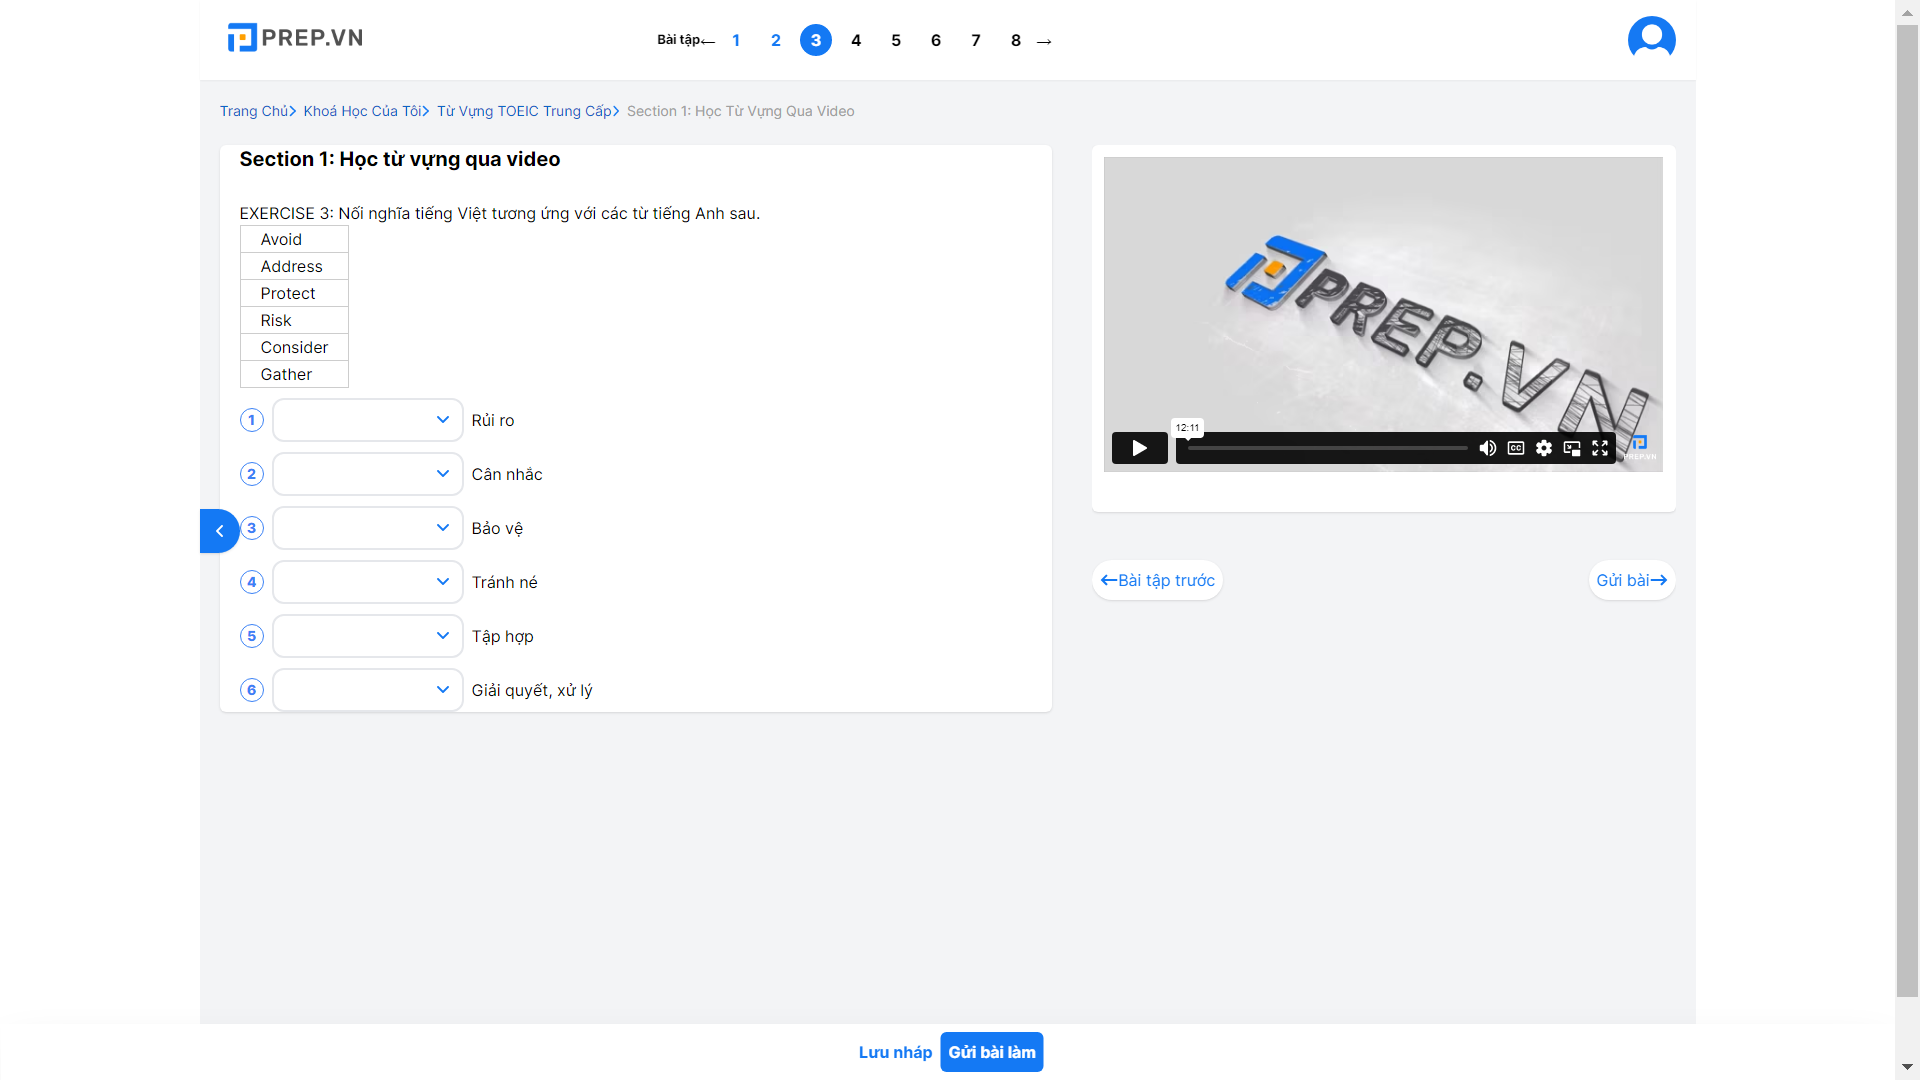 PREP.VN
Bài tập← 1 2 3 4 5 6 7 8 →
Trang Chủ> Khoá Học Của Tôi> Từ Vựng TOEIC Trung Cấp> Section 1: Học Từ Vựng Qua Video
Section 1: Học từ vựng qua video
EXERCISE 3: Nối nghĩa tiếng Việt tương ứng với các từ tiếng Anh sau.
Avoid
Address
Protect
Risk
Consider
Gather
1 Rủi ro
2 Cân nhắc
3 Bảo vệ
4 Tránh né
5 Tập hợp
6 Giải quyết, xử lý
PREP.VN
12:11
CC
PREP.VN
←Bài tập trước
Gửi bài→
Lưu nháp
Gửi bài làm